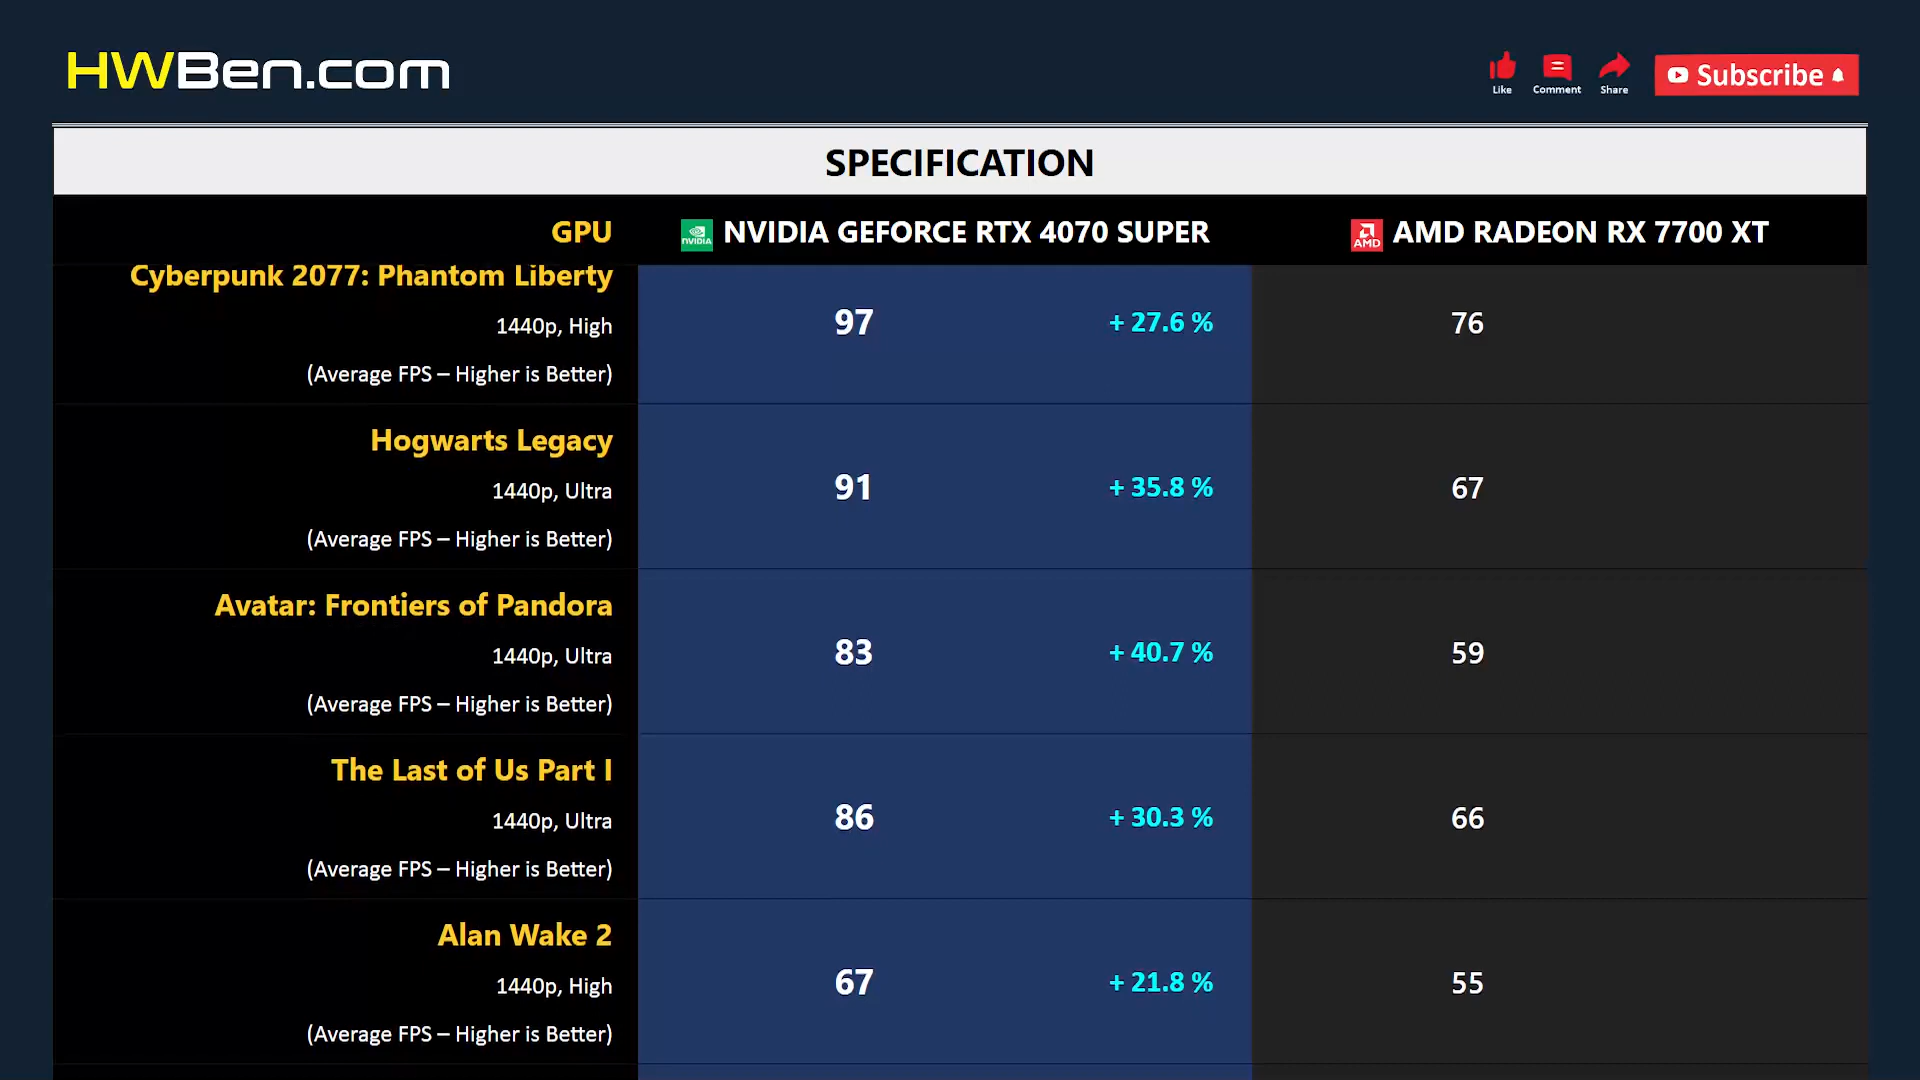 HWBen.com
Like
Comment
Share
Subscribe
SPECIFICATION
GPU
NVIDIA
NVIDIA GEFORCE RTX 4070 SUPER
AMD
AMD RADEON RX 7700 XT
Cyberpunk 2077: Phantom Liberty
1440p, High
(Average FPS – Higher is Better)
97
+ 27.6 %
76
Hogwarts Legacy
1440p, Ultra
(Average FPS – Higher is Better)
91
+ 35.8 %
67
Avatar: Frontiers of Pandora
1440p, Ultra
(Average FPS – Higher is Better)
83
+ 40.7 %
59
The Last of Us Part I
1440p, Ultra
(Average FPS – Higher is Better)
86
+ 30.3 %
66
Alan Wake 2
1440p, High
(Average FPS – Higher is Better)
67
+ 21.8 %
55